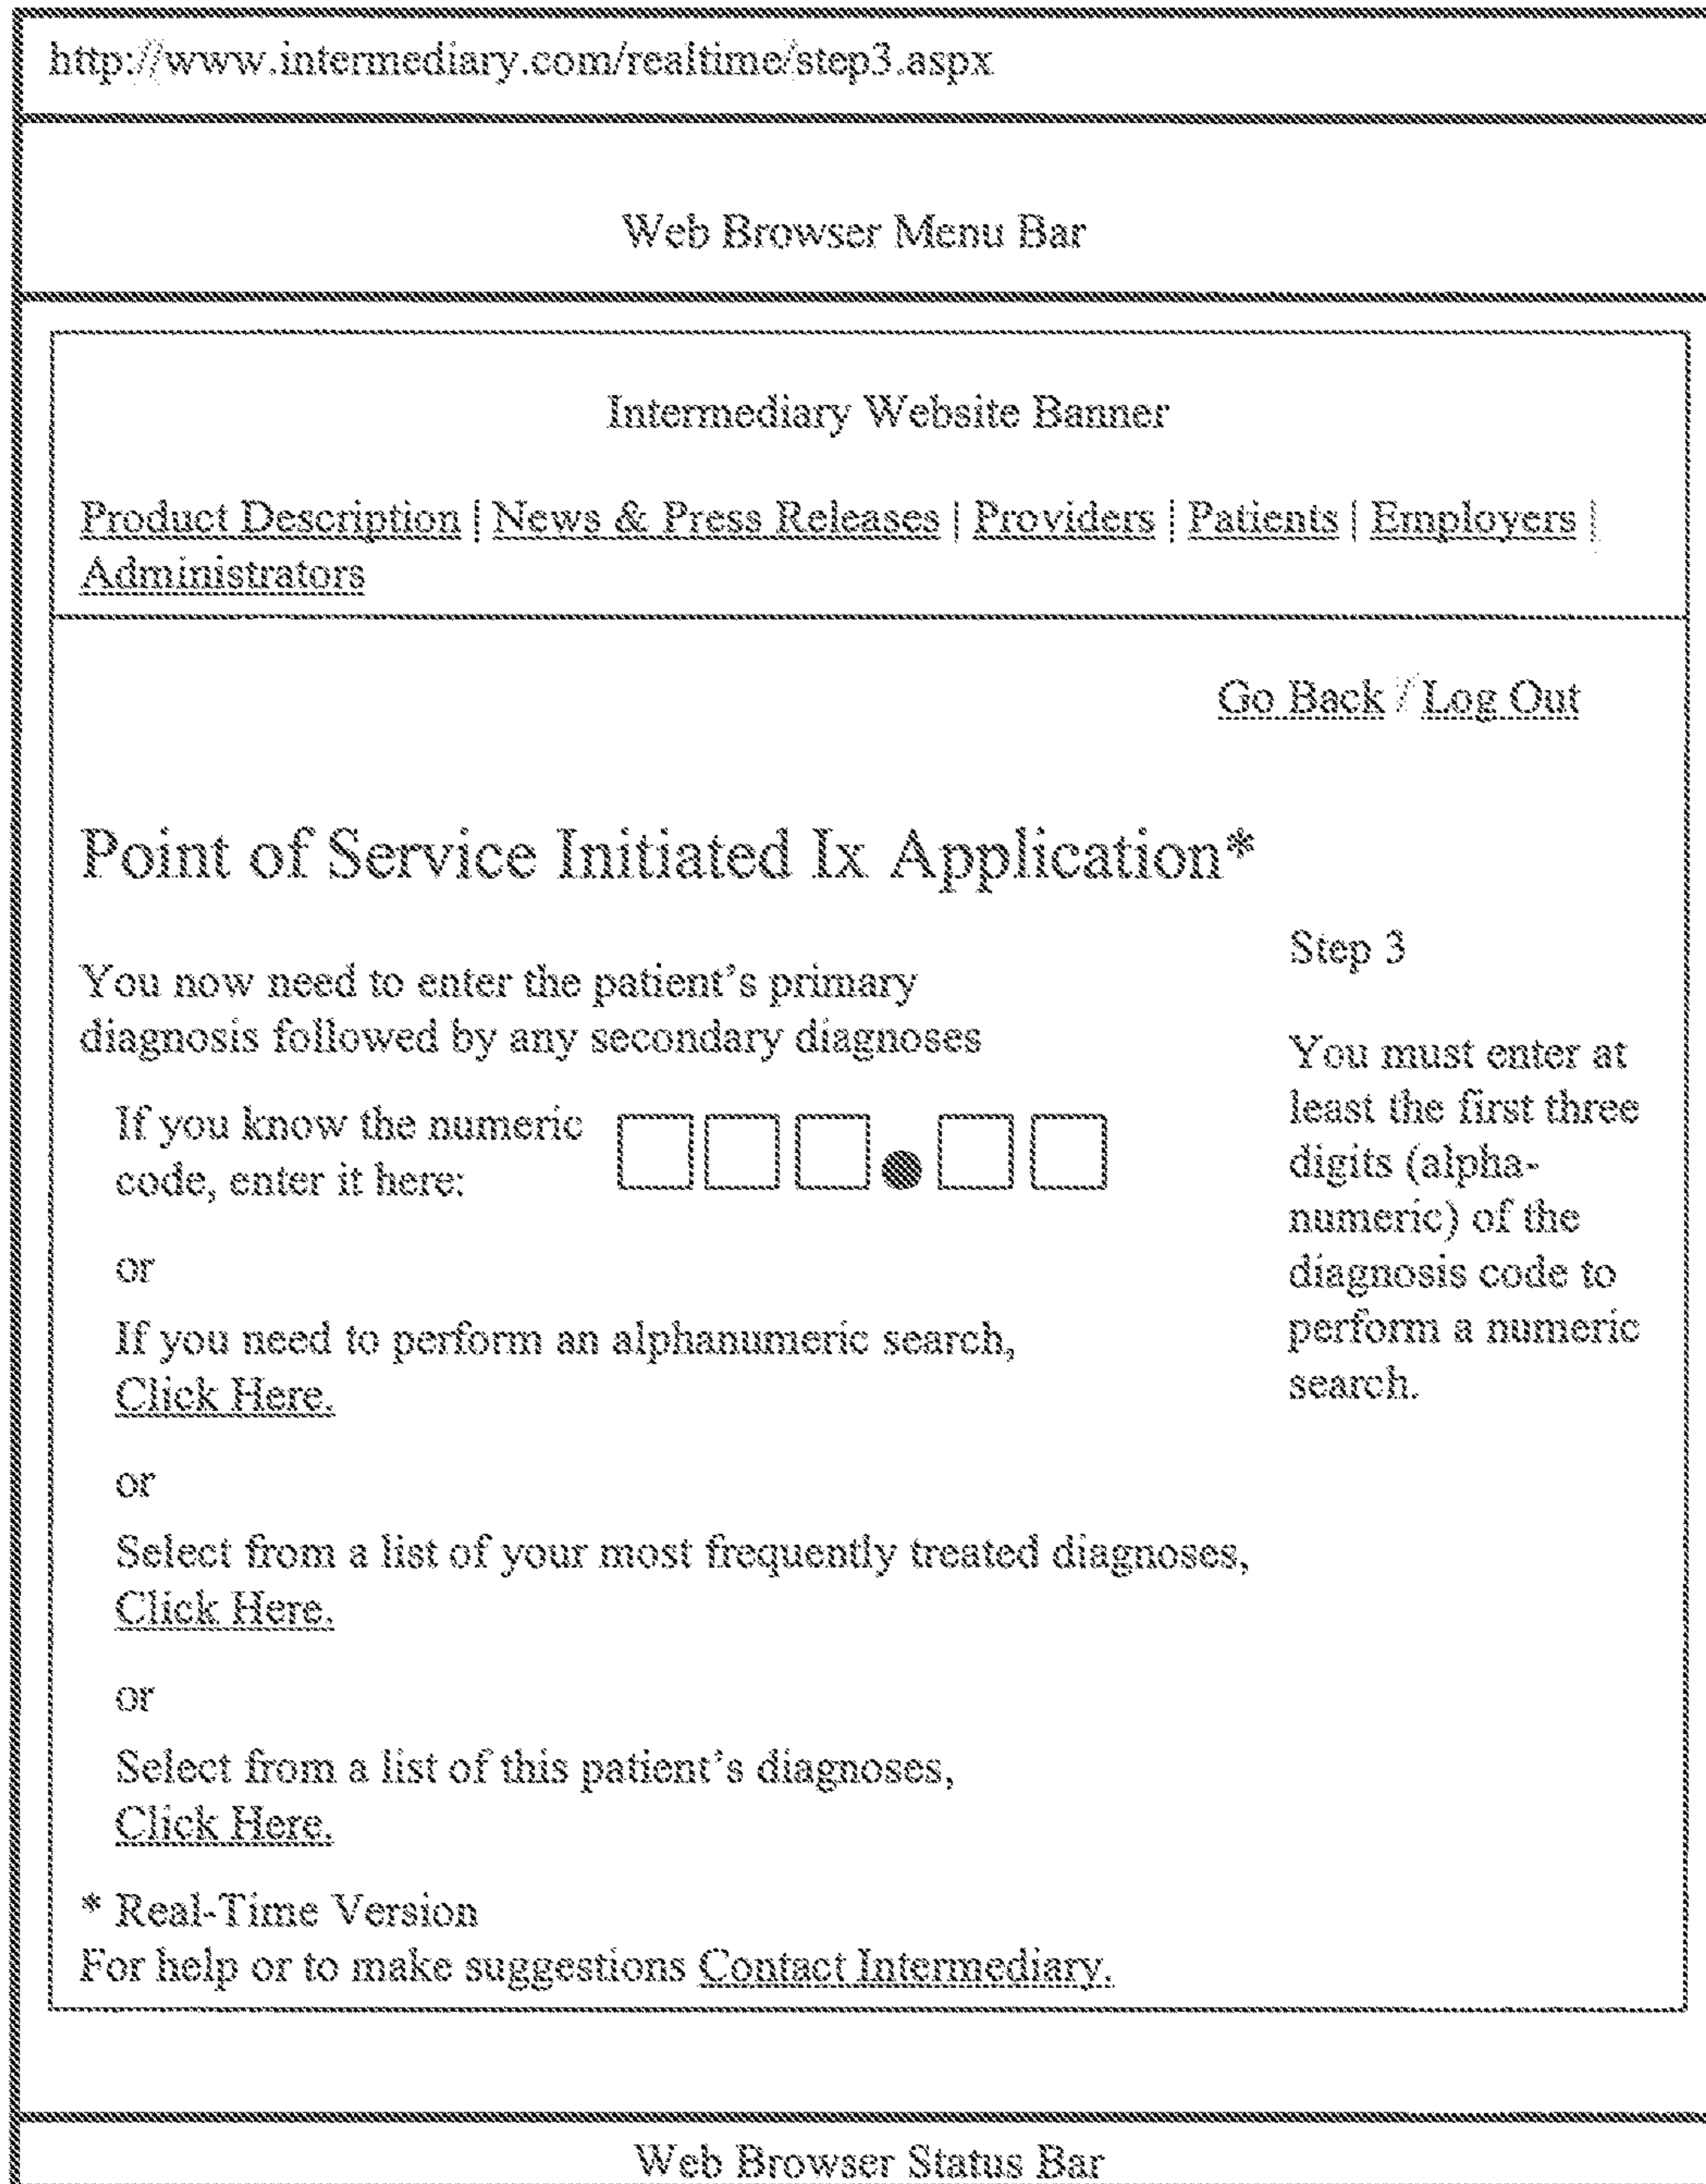 http://www.intermediary.com/realtime/step3.aspx
Web Browser Menu Bar
Intermediary Website Banner
Product Description | News & Press Releases | Providers | Patients | Employers |
Administrators
Go Back / Log Out
Point of Service Initiated Ix Application*
You now need to enter the patient's primary
diagnosis followed by any secondary diagnoses
If you know the numeric
code, enter it here:
or
If you need to perform an alphanumeric search,
Click Here.
or
Select from a list of your most frequently treated diagnoses,
Click Here.
or
Select from a list of this patient's diagnoses,
Click Here.
Step 3
You must enter at
least the first three
digits (alpha-
numeric) of the
diagnosis code to
perform a numeric
search.
* Real-Time Version
For help or to make suggestions Contact Intermediary.
Web Browser Status Bar